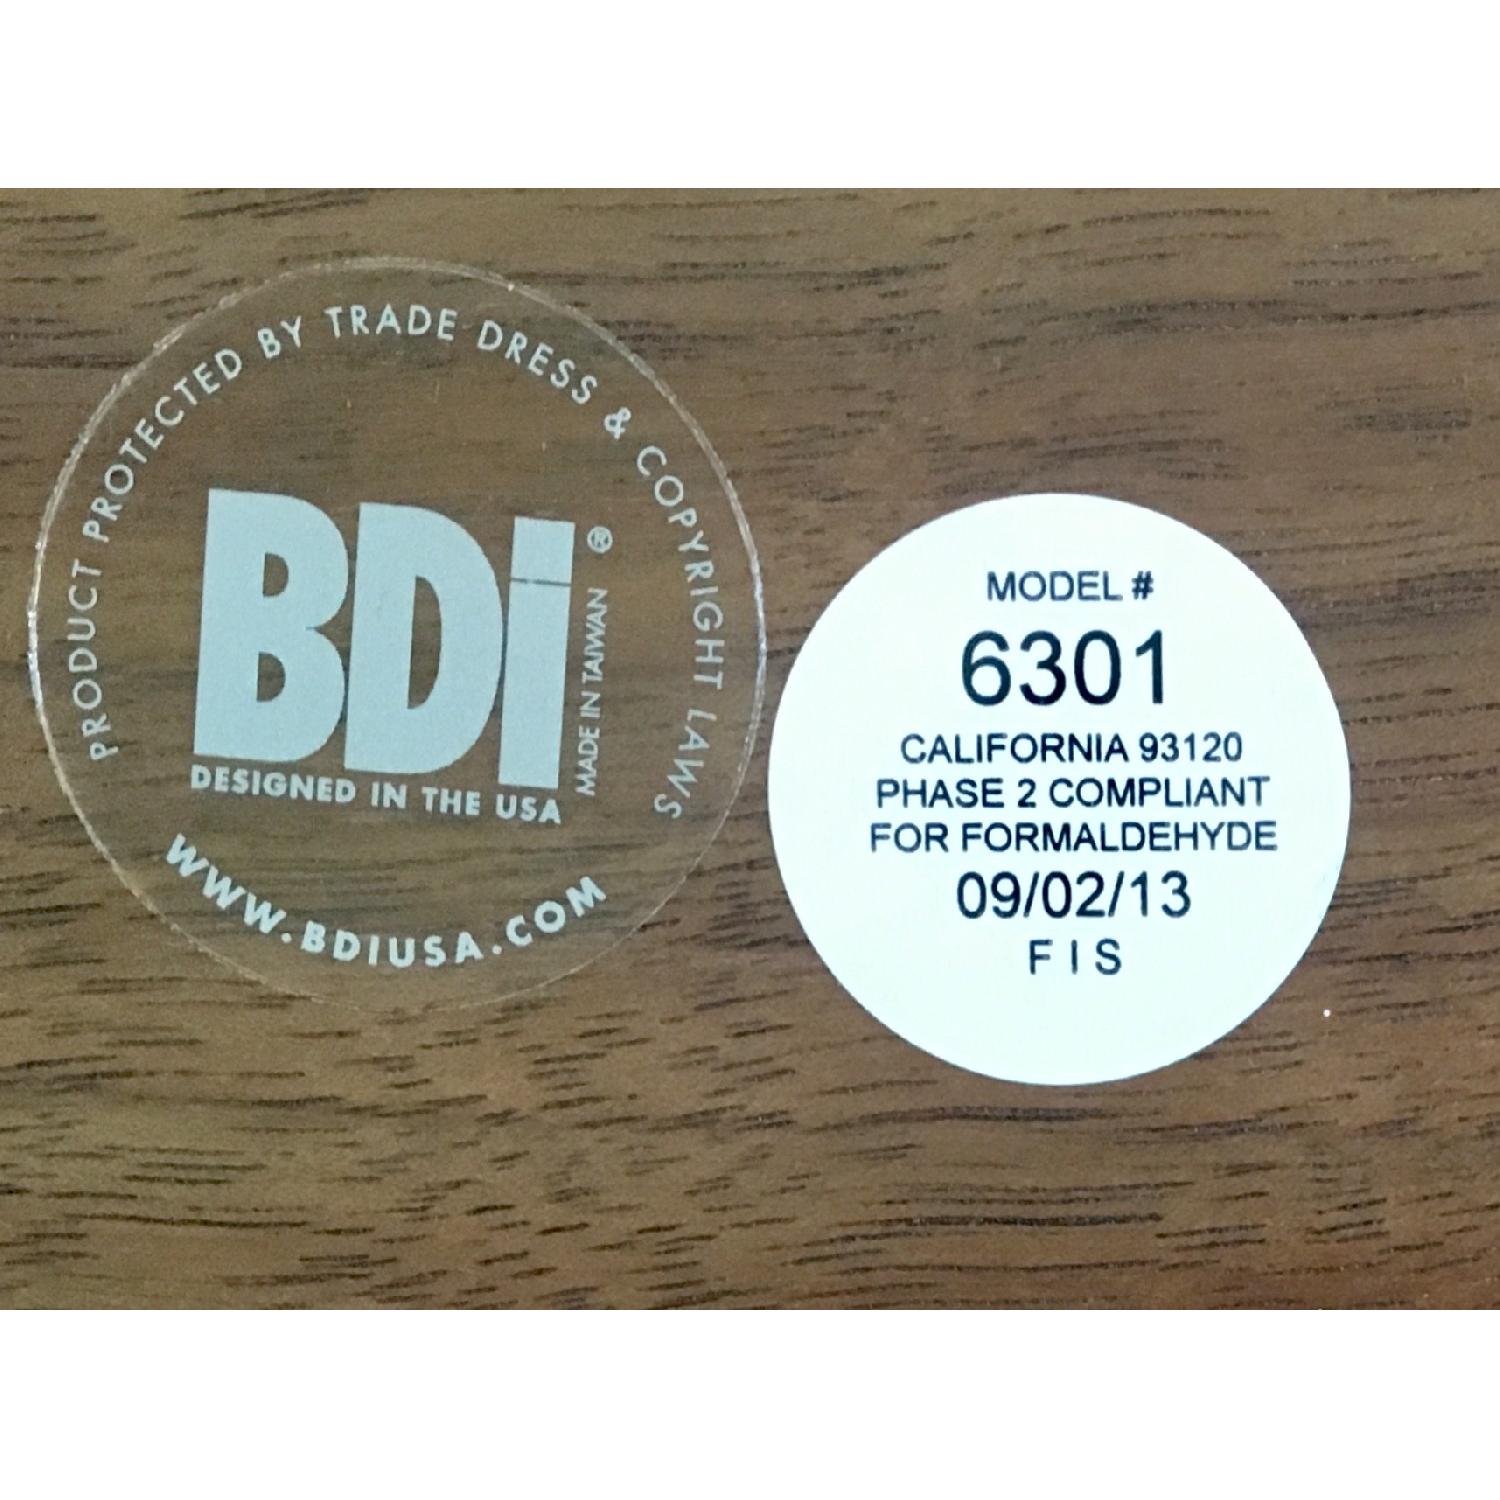 PRODUCT PROTECTED BY TRADE DRESS & COPYRIGHT LAWS
BDi®
MADE IN TAIWAN
DESIGNED IN THE USA
WWW.BDIUSA.COM
MODEL #
6301
CALIFORNIA 93120
PHASE 2 COMPLIANT
FOR FORMALDEHYDE
09/02/13
F I S